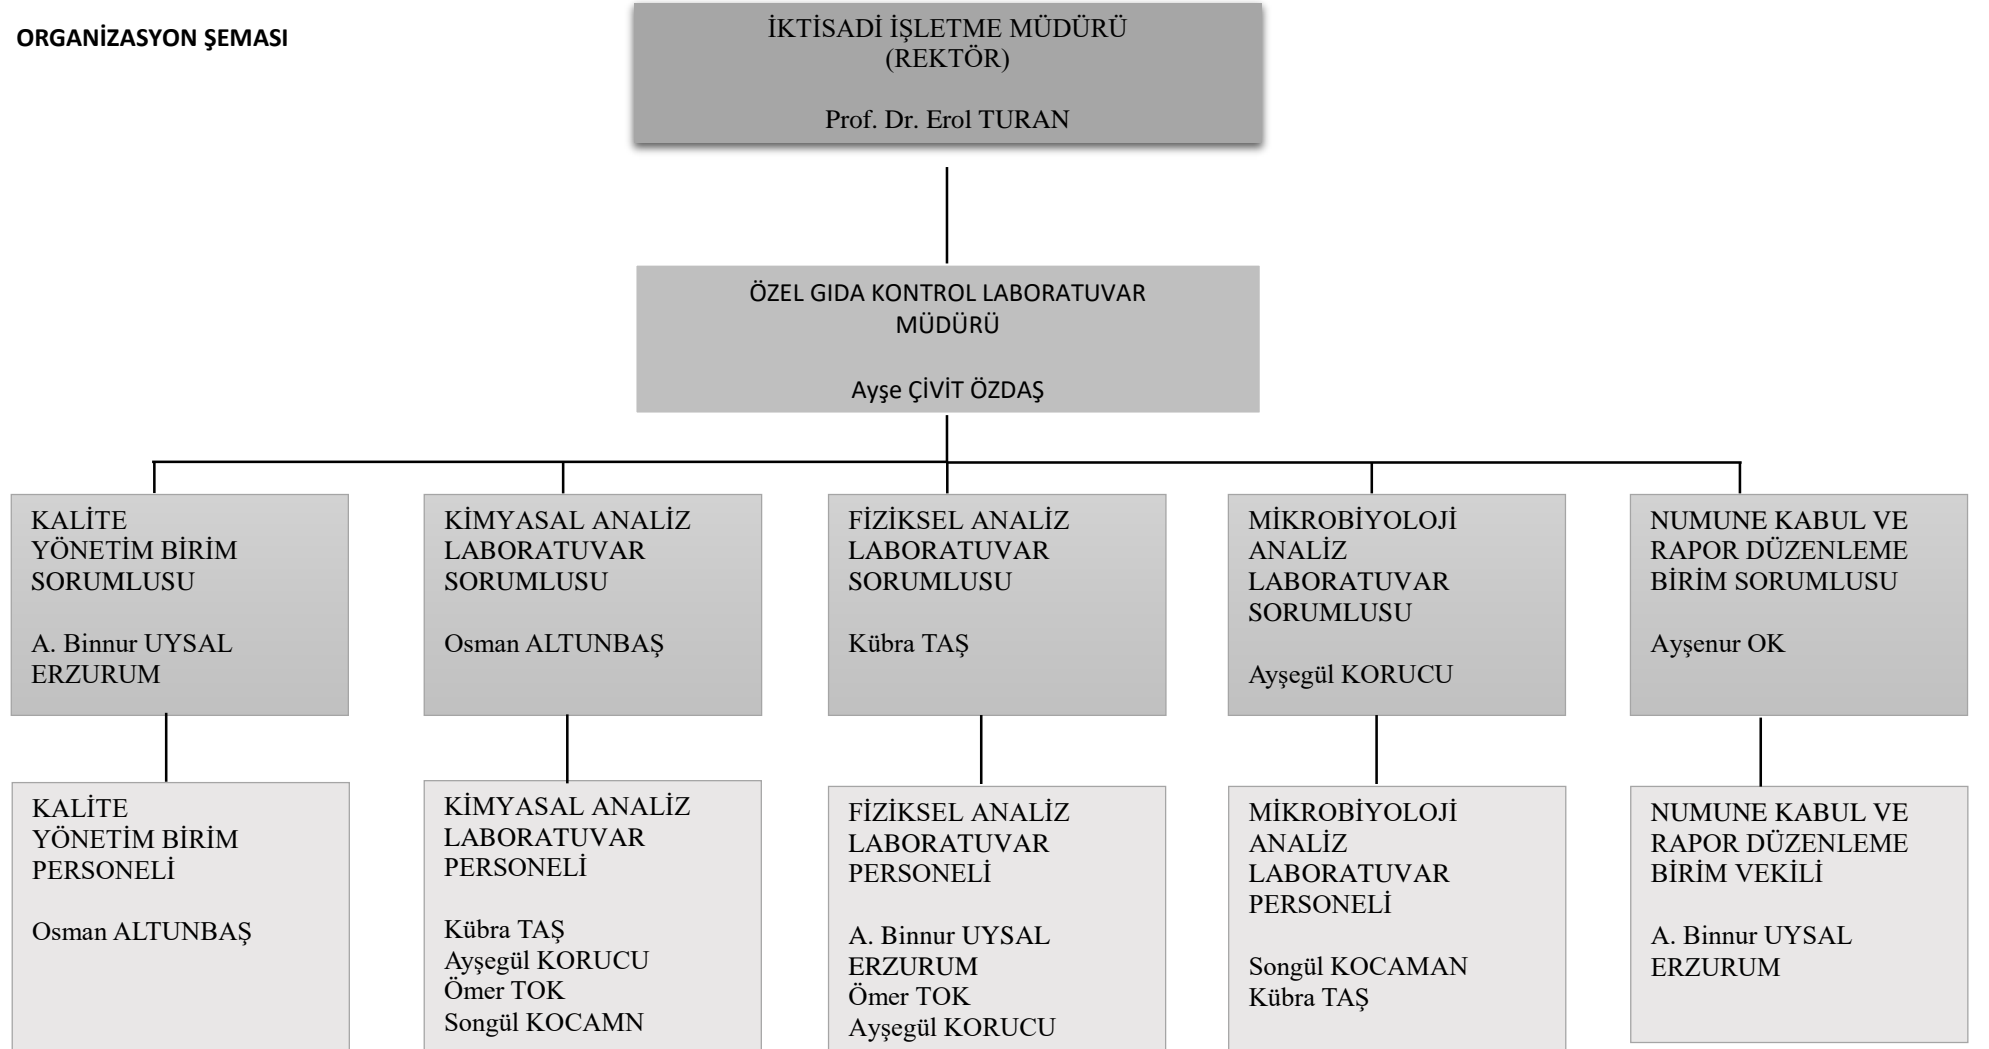 ORGANİZASYON ŞEMASI
İKTİSADİ İŞLETME MÜDÜRÜ
(REKTÖR)
Prof. Dr. Erol TURAN
ÖZEL GIDA KONTROL LABORATUVAR
MÜDÜRÜ
Ayşe ÇİVİT ÖZDAŞ
KALİTE
YÖNETİM BİRİM
SORUMLUSU
A. Binnur UYSAL
ERZURUM
KİMYASAL ANALİZ
LABORATUVAR
SORUMLUSU
Osman ALTUNBAŞ
FİZİKSEL ANALİZ
LABORATUVAR
SORUMLUSU
Kübra TAŞ
MİKROBİYOLOJİ
ANALİZ
LABORATUVAR
SORUMLUSU
Ayşegül KORUCU
NUMUNE KABUL VE
RAPOR DÜZENLEME
BİRİM SORUMLUSU
Ayşenur OK
KALİTE
YÖNETİM BİRİM
PERSONELİ
Osman ALTUNBAŞ
KİMYASAL ANALİZ
LABORATUVAR
PERSONELİ
Kübra TAŞ
Ayşegül KORUCU
Ömer TOK
Songül KOCAMN
FİZİKSEL ANALİZ
LABORATUVAR
PERSONELİ
A. Binnur UYSAL
ERZURUM
Ömer TOK
Ayşegül KORUCU
MİKROBİYOLOJİ
ANALİZ
LABORATUVAR
PERSONELİ
Songül KOCAMAN
Kübra TAŞ
NUMUNE KABUL VE
RAPOR DÜZENLEME
BİRİM VEKİLİ
A. Binnur UYSAL
ERZURUM